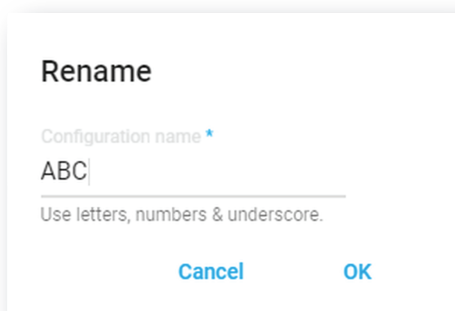 Rename
Configuration name *
ABC
Use letters, numbers & underscore.
Cancel OK